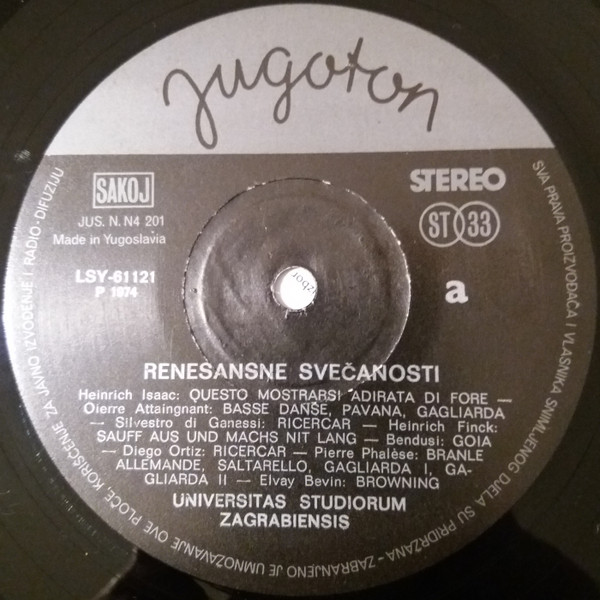 jugoton
SAKOJ
JUS. N. N4 201
Made in Yugoslavia
LSY-61121
P 1974
STEREO
ST 33
a
RENESANSNE SVEČANOSTI
Heinrich Isaac: QUESTO MOSTRARSI ADIRATA DI FORE —
Oierre Attaingnant: BASSE DANSE, PAVANA, GAGLIARDA
— Silvestro di Ganassi: RICERCAR — Heinrich Finck:
SAUFF AUS UND MACHS NIT LANG — Bendusi: GOIA
— Diego Ortiz: RICERCAR — Pierre Phalèse: BRANLE
ALLEMANDE, SALTARELLO, GAGLIARDA I, GA-
GLIARDA II — Elvay Bevin: BROWNING
UNIVERSITAS STUDIORUM
ZAGRABIENSIS
SVA PRAVA PROIZVOĐAČA I VLASNIKA SNIMLJENOG DJELA SU PRIDRŽANA - ZABRANJENO JE UMNOŽAVANJE OVE PLOČE KORIŠĆENJE ZA JAVNO IZVOĐENJE I RADIO-DIFUZIJU